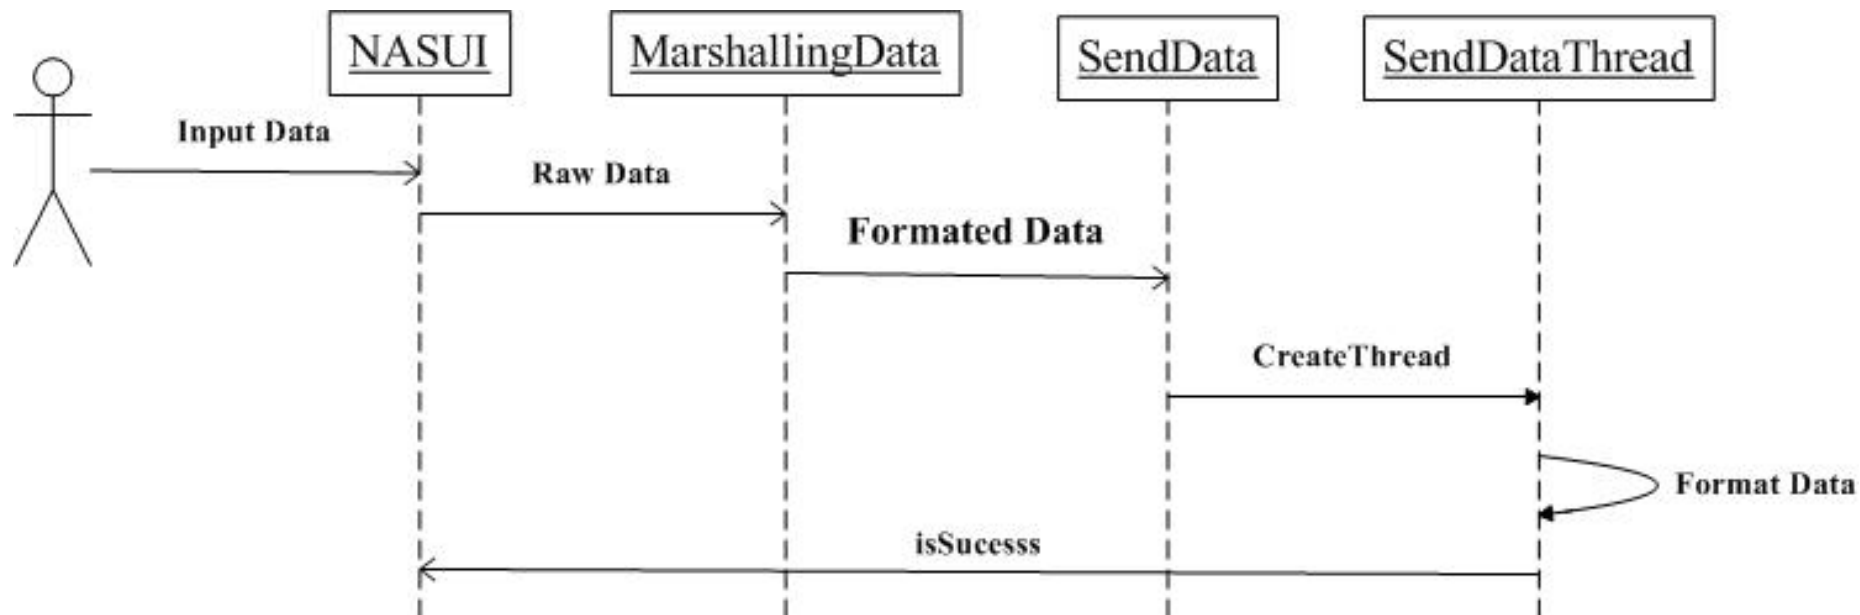 NASUI
MarshallingData
SendData
SendDataThread
Input Data
Raw Data
Formated Data
CreateThread
Format Data
isSucesss